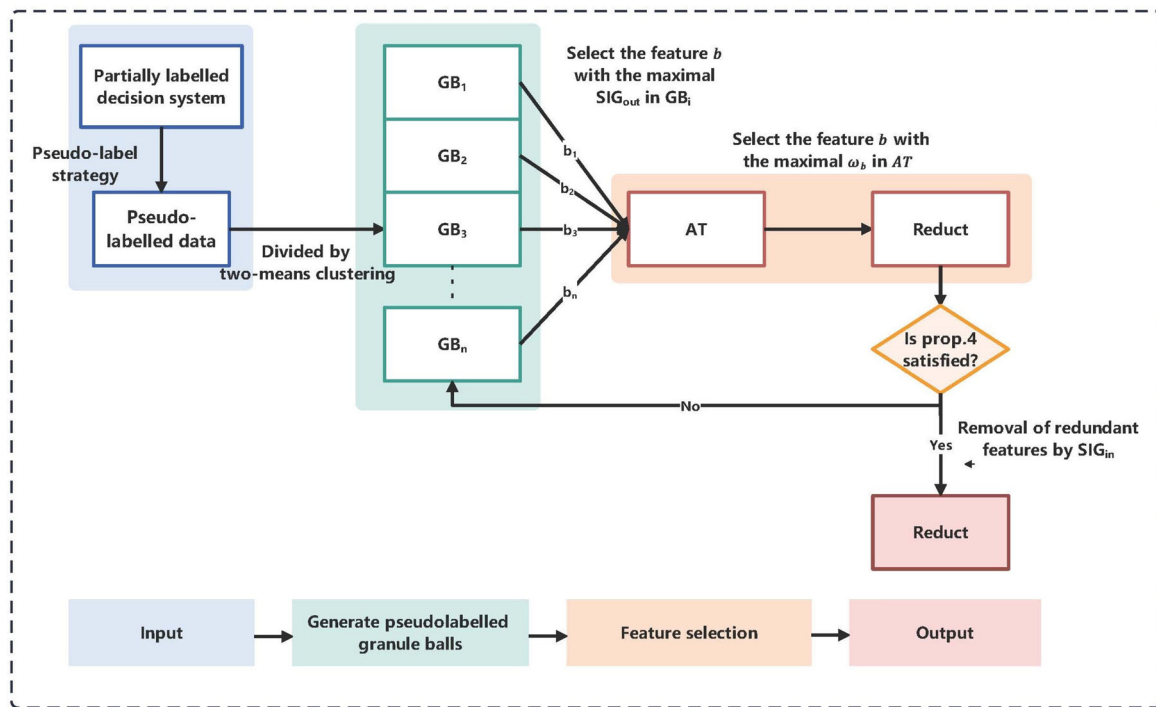 Partially labelled
decision system
Pseudo-label
strategy
Pseudo-
labelled data
Divided by
two-means clustering
GB₁
GB₂
GB₃
GBₙ
Select the feature b
with the maximal
SIGₒᵤₜ in GBᵢ
b₁
b₂
b₃
bₙ
Select the feature b with
the maximal ω_b in AT
AT
Reduct
Is prop.4
satisfied?
No
Yes
Removal of redundant
features by SIGᵢₙ
Reduct
Input
Generate pseudolabelled
granule balls
Feature selection
Output